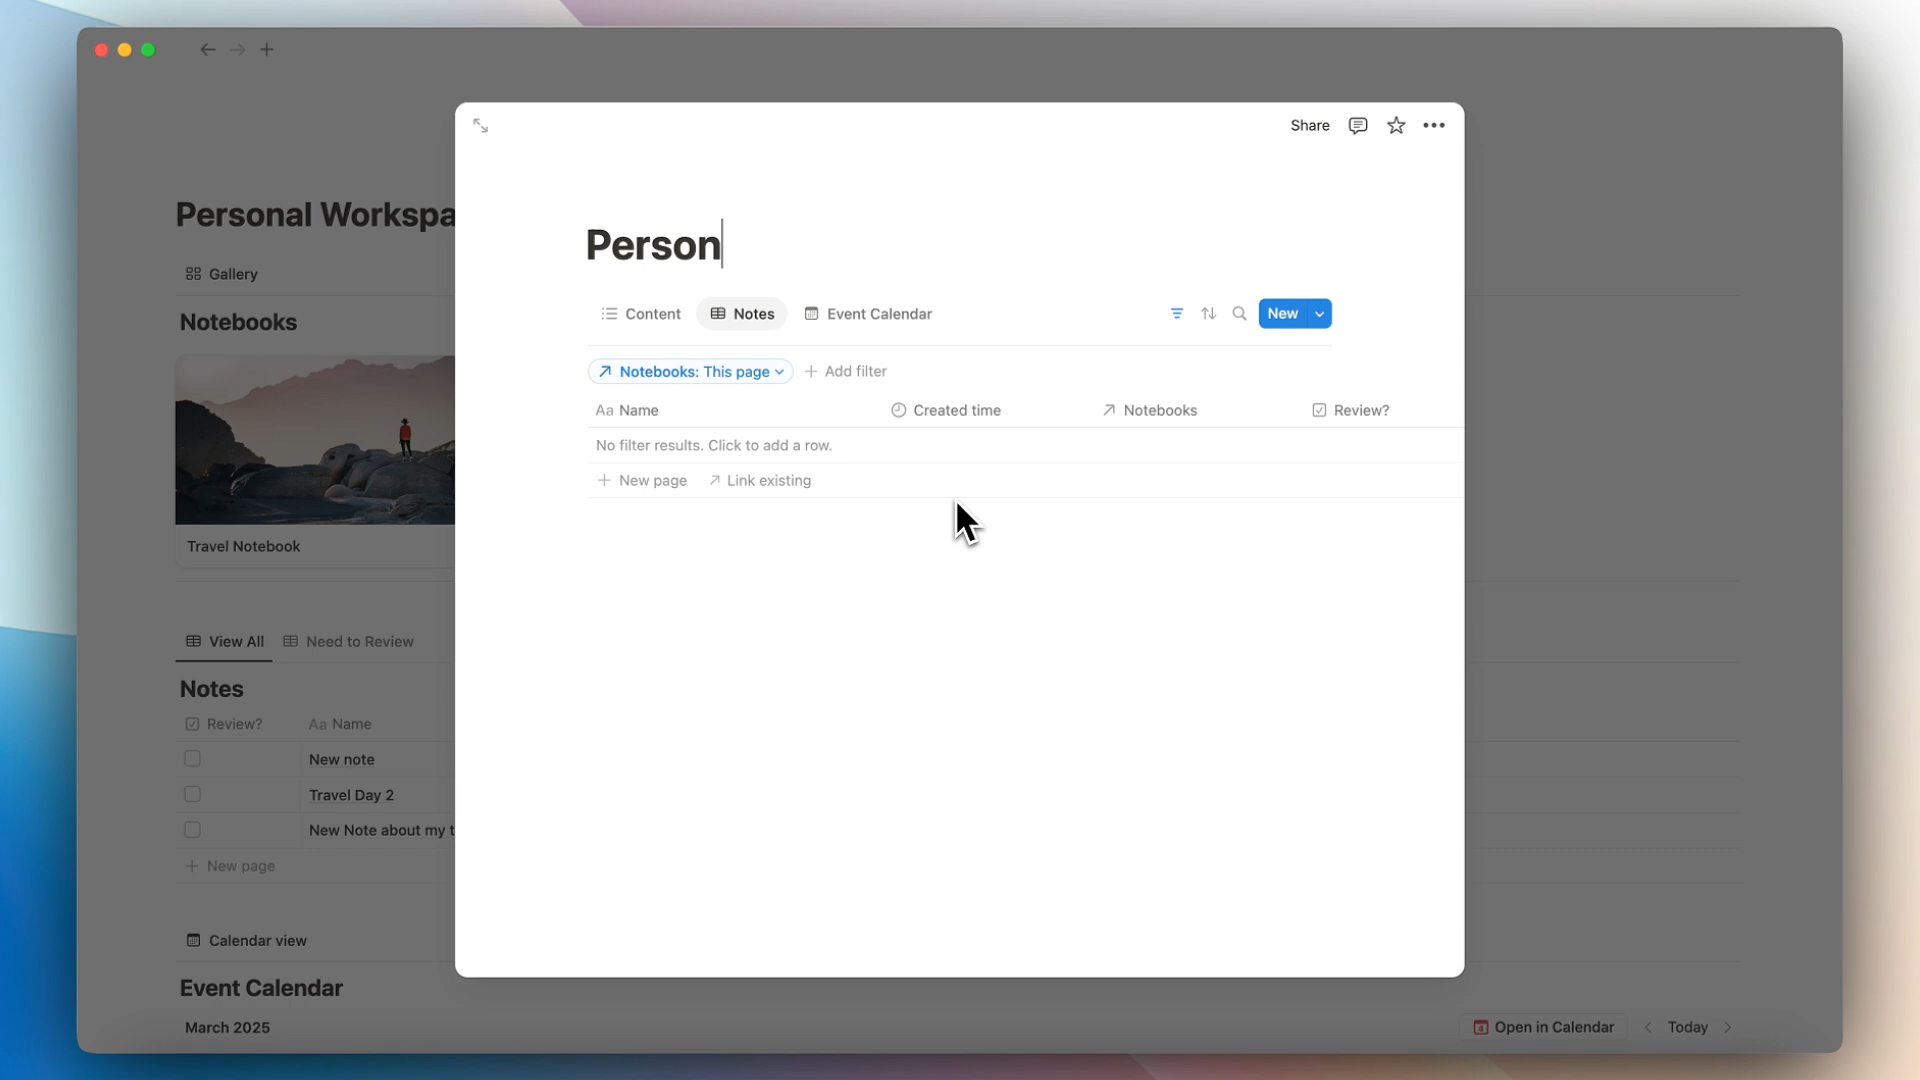 Share
Personal Workspa
Person
Gallery
Content Notes Event Calendar
New
Notebooks
Notebooks: This page Add filter
Aa Name Created time Notebooks Review?
No filter results. Click to add a row.
New page Link existing
Travel Notebook
View All Need to Review
Notes
Review? Aa Name
New note
Travel Day 2
New Note about my t
New page
Calendar view
Event Calendar
March 2025
Open in Calendar Today